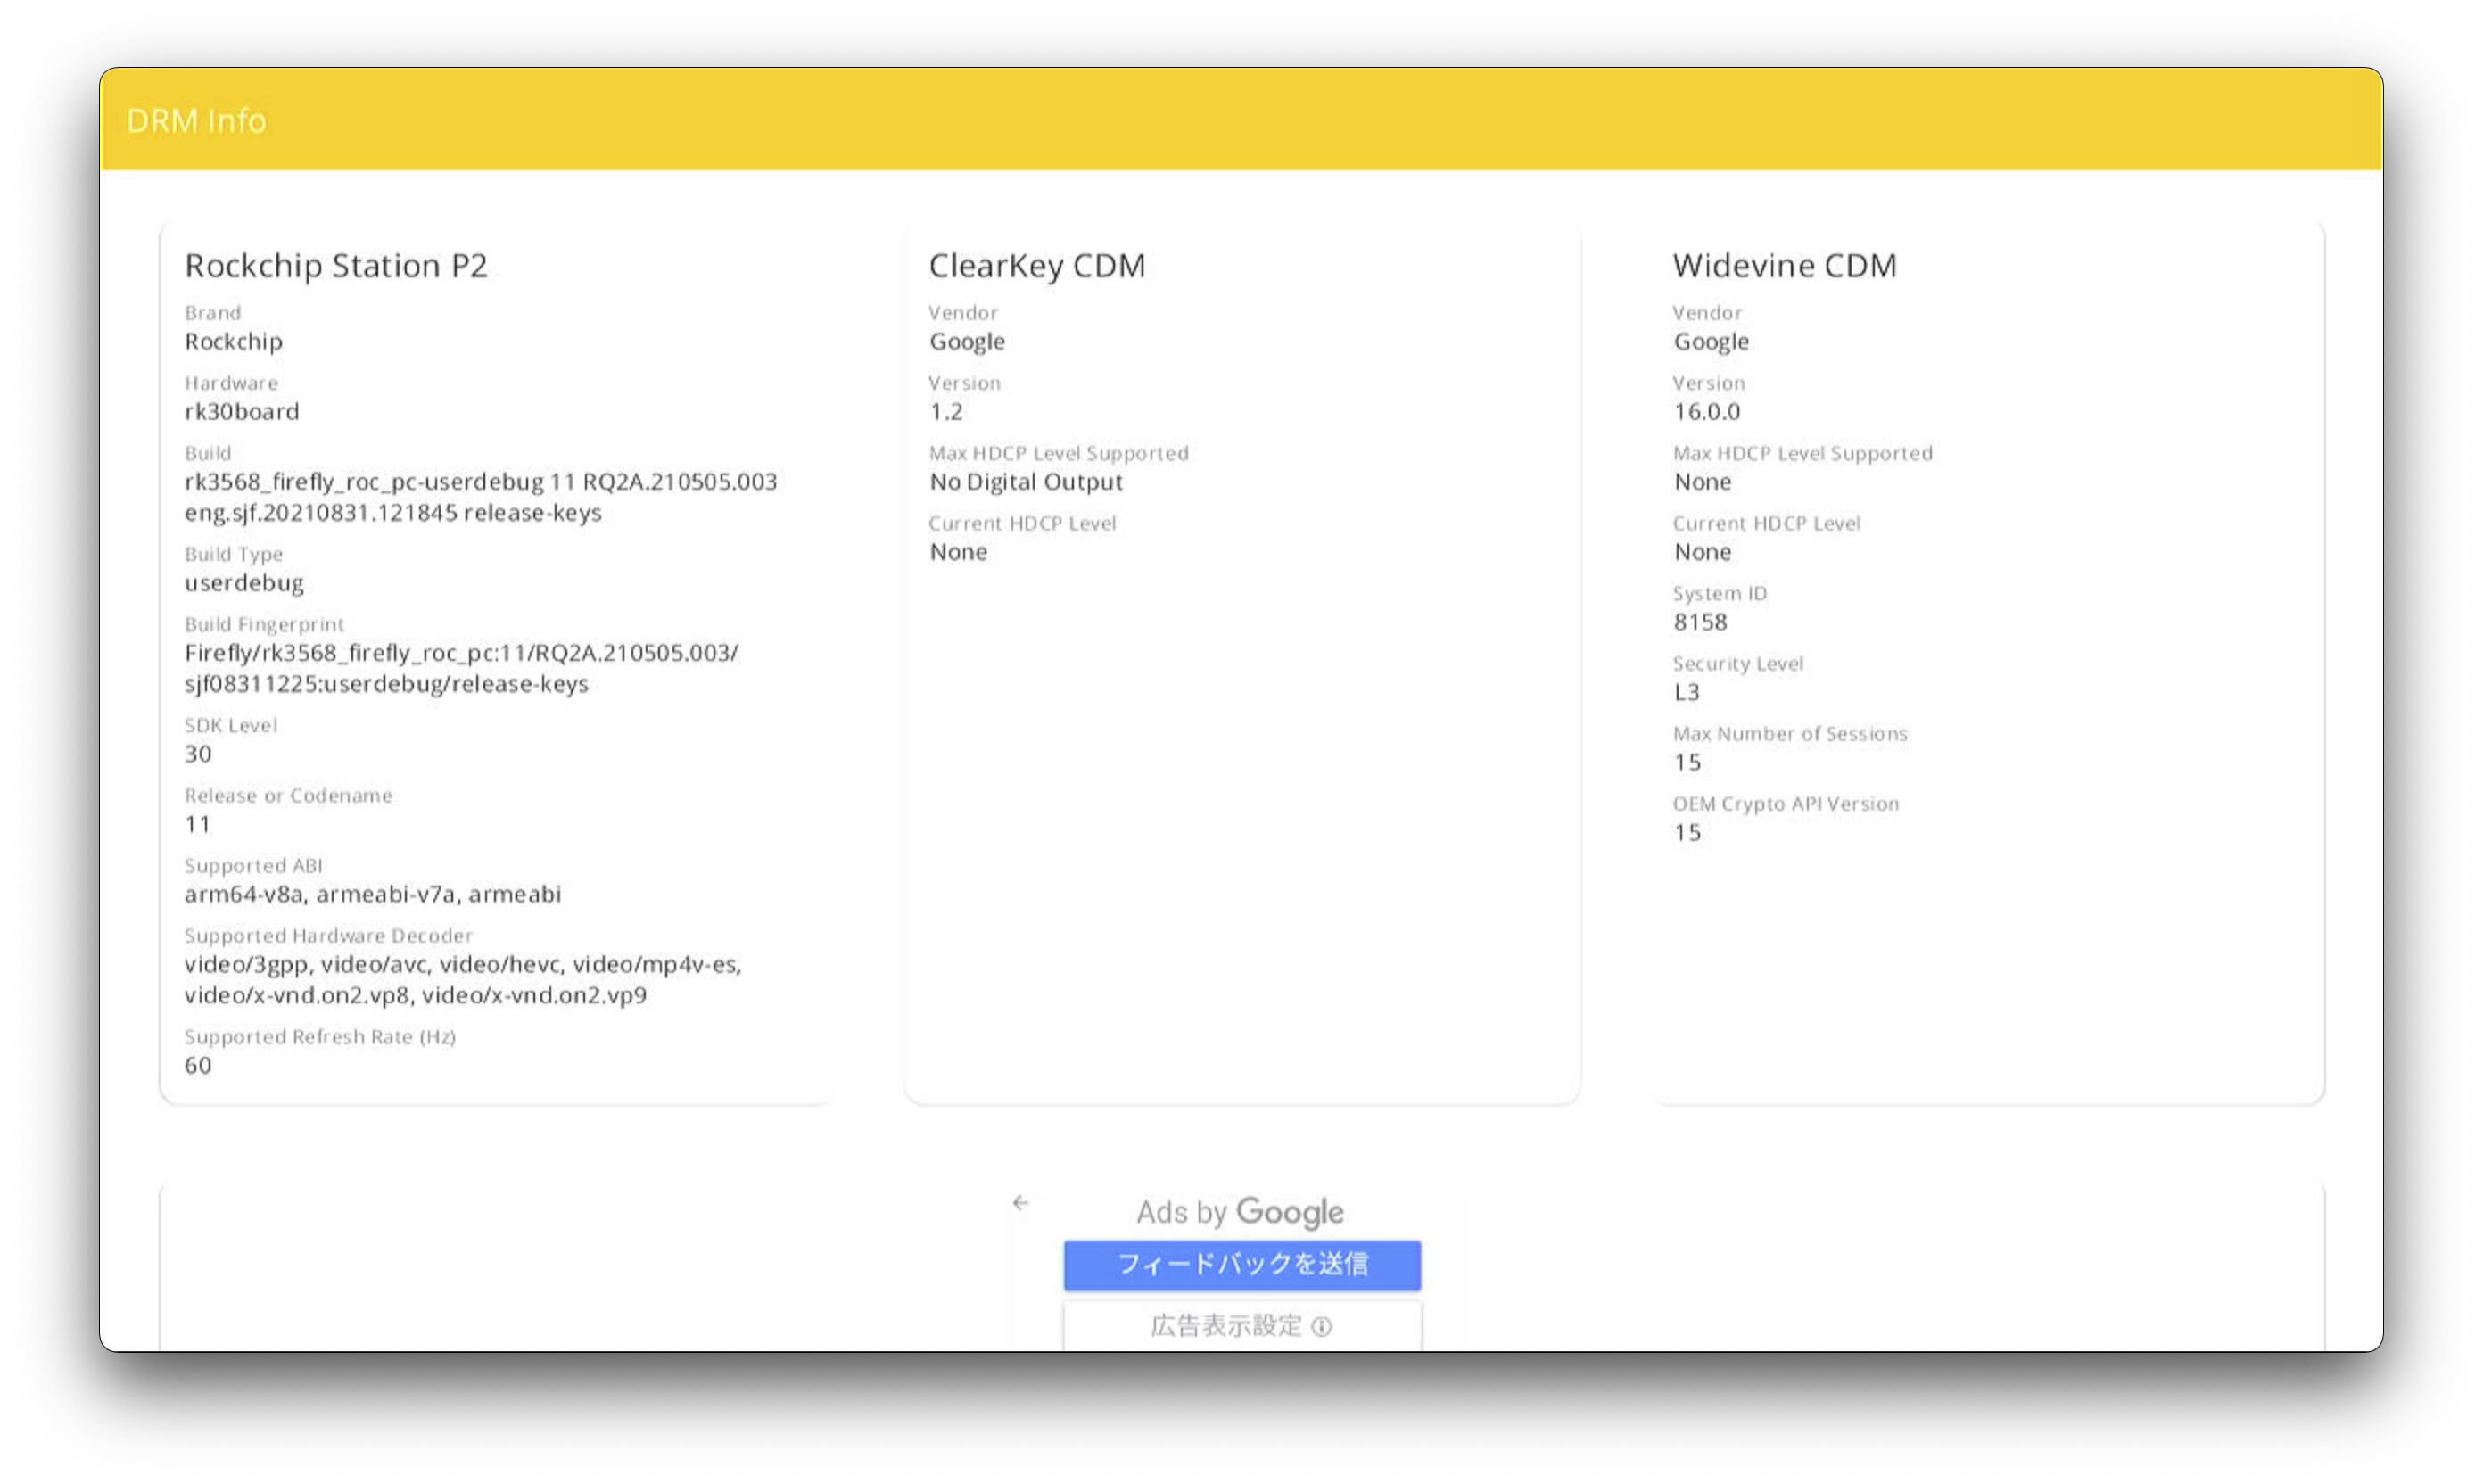 DRM Info
Rockchip Station P2
Brand
Rockchip
Hardware
rk30board
Build
rk3568_firefly_roc_pc-userdebug 11 RQ2A.210505.003
eng.sjf.20210831.121845 release-keys
Build Type
userdebug
Build Fingerprint
Firefly/rk3568_firefly_roc_pc:11/RQ2A.210505.003/
sjf08311225:userdebug/release-keys
SDK Level
30
Release or Codename
11
Supported ABI
arm64-v8a, armeabi-v7a, armeabi
Supported Hardware Decoder
video/3gpp, video/avc, video/hevc, video/mp4v-es,
video/x-vnd.on2.vp8, video/x-vnd.on2.vp9
Supported Refresh Rate (Hz)
60
ClearKey CDM
Vendor
Google
Version
1.2
Max HDCP Level Supported
No Digital Output
Current HDCP Level
None
Widevine CDM
Vendor
Google
Version
16.0.0
Max HDCP Level Supported
None
Current HDCP Level
None
System ID
8158
Security Level
L3
Max Number of Sessions
15
OEM Crypto API Version
15
Ads by Google
フィードバックを送信
広告表示設定